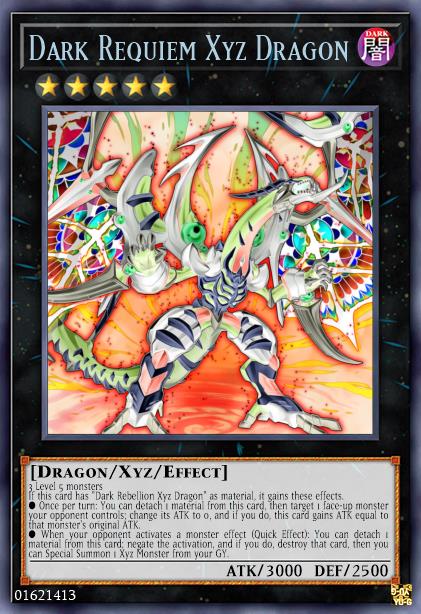 Dark Requiem Xyz Dragon
DARK
闇
[Dragon/Xyz/Effect]
3 Level 5 monsters
If this card has "Dark Rebellion Xyz Dragon" as material, it gains these effects.
● Once per turn: You can detach 1 material from this card, then target 1 face-up monster
your opponent controls; change its ATK to 0, and if you do, this card gains ATK equal to
that monster's original ATK.
● When your opponent activates a monster effect (Quick Effect): You can detach 1
material from this card; negate the activation, and if you do, destroy that card, then you
can Special Summon 1 Xyz Monster from your GY.
ATK/3000 DEF/2500
01621413